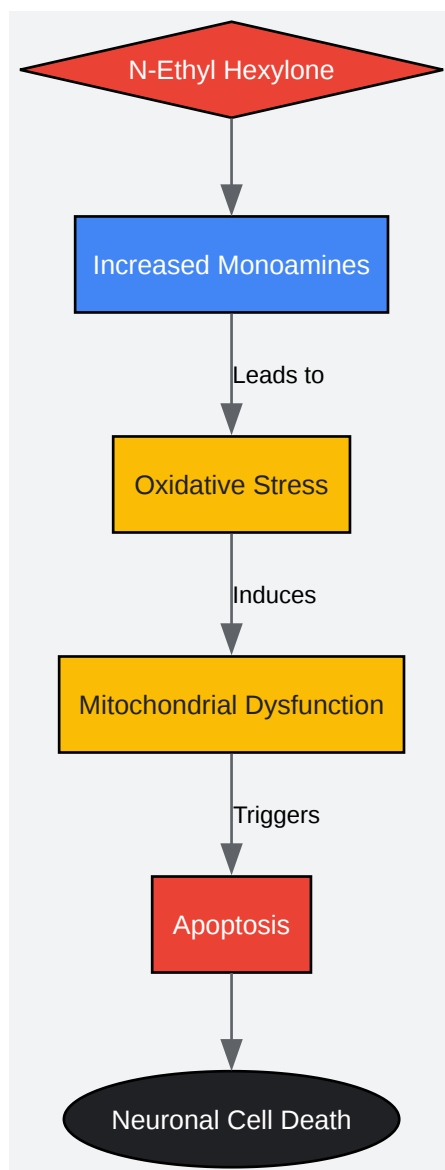 N-Ethyl Hexylone
Increased Monoamines
Leads to
Oxidative Stress
Induces
Mitochondrial Dysfunction
Triggers
Apoptosis
Neuronal Cell Death